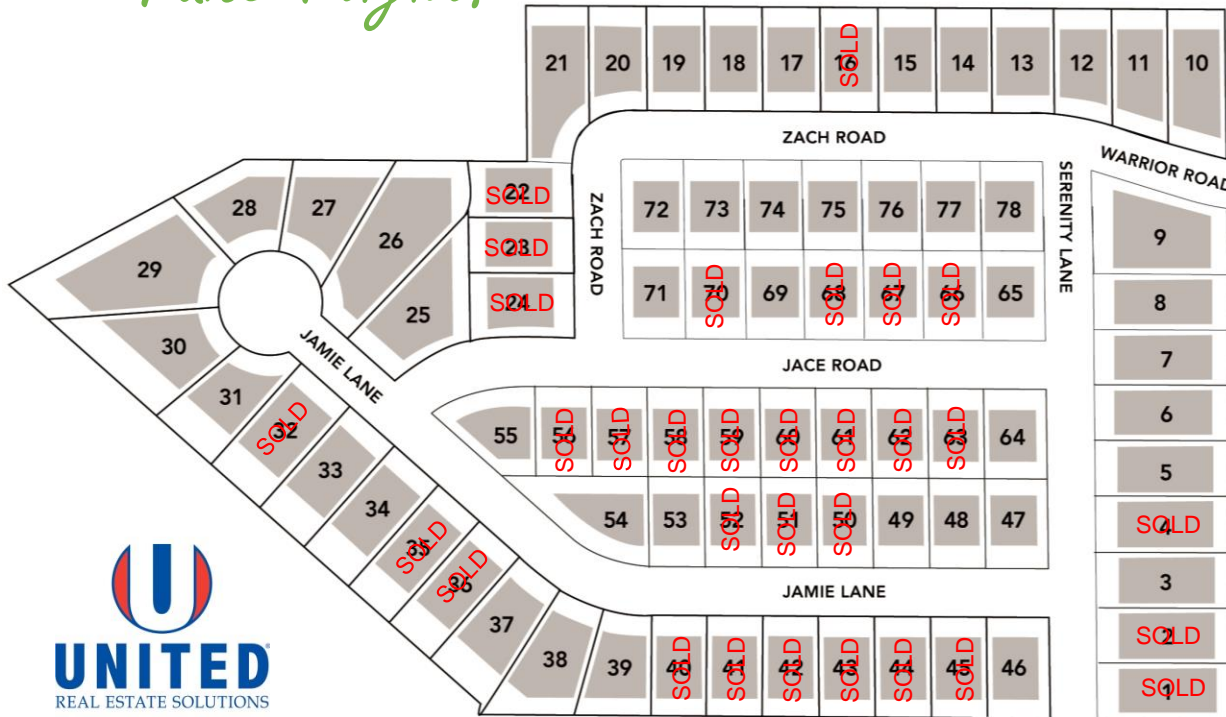 21 20 19 18 17 16 SOLD 15 14 13 12 11 10
ZACH ROAD
WARRIOR ROAD
SERENITY LANE
ZACH ROAD
28 27 26 25
29
30
31
22 SOLD
23 SOLD
24 SOLD
72 73 74 75 76 77 78
71 70 SOLD 69 68 SOLD 67 SOLD 66 SOLD 65
JAMIE LANE
JACE ROAD
55 56 SOLD 57 SOLD 58 SOLD 59 SOLD 60 SOLD 61 SOLD 62 SOLD 63 SOLD 64
54 53 52 SOLD 51 SOLD 50 SOLD 49 48 47
JAMIE LANE
32 SOLD
33
34
35 SOLD
36 SOLD
37
38 39 40 SOLD 41 SOLD 42 SOLD 43 SOLD 44 SOLD 45 SOLD 46
9
8
7
6
5
4 SOLD
3
2 SOLD
1 SOLD
U
UNITED
REAL ESTATE SOLUTIONS